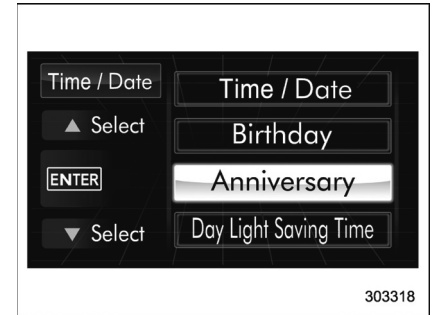 Time / Date
▲ Select
ENTER
▼ Select
Time / Date
Birthday
Anniversary
Day Light Saving Time
303318